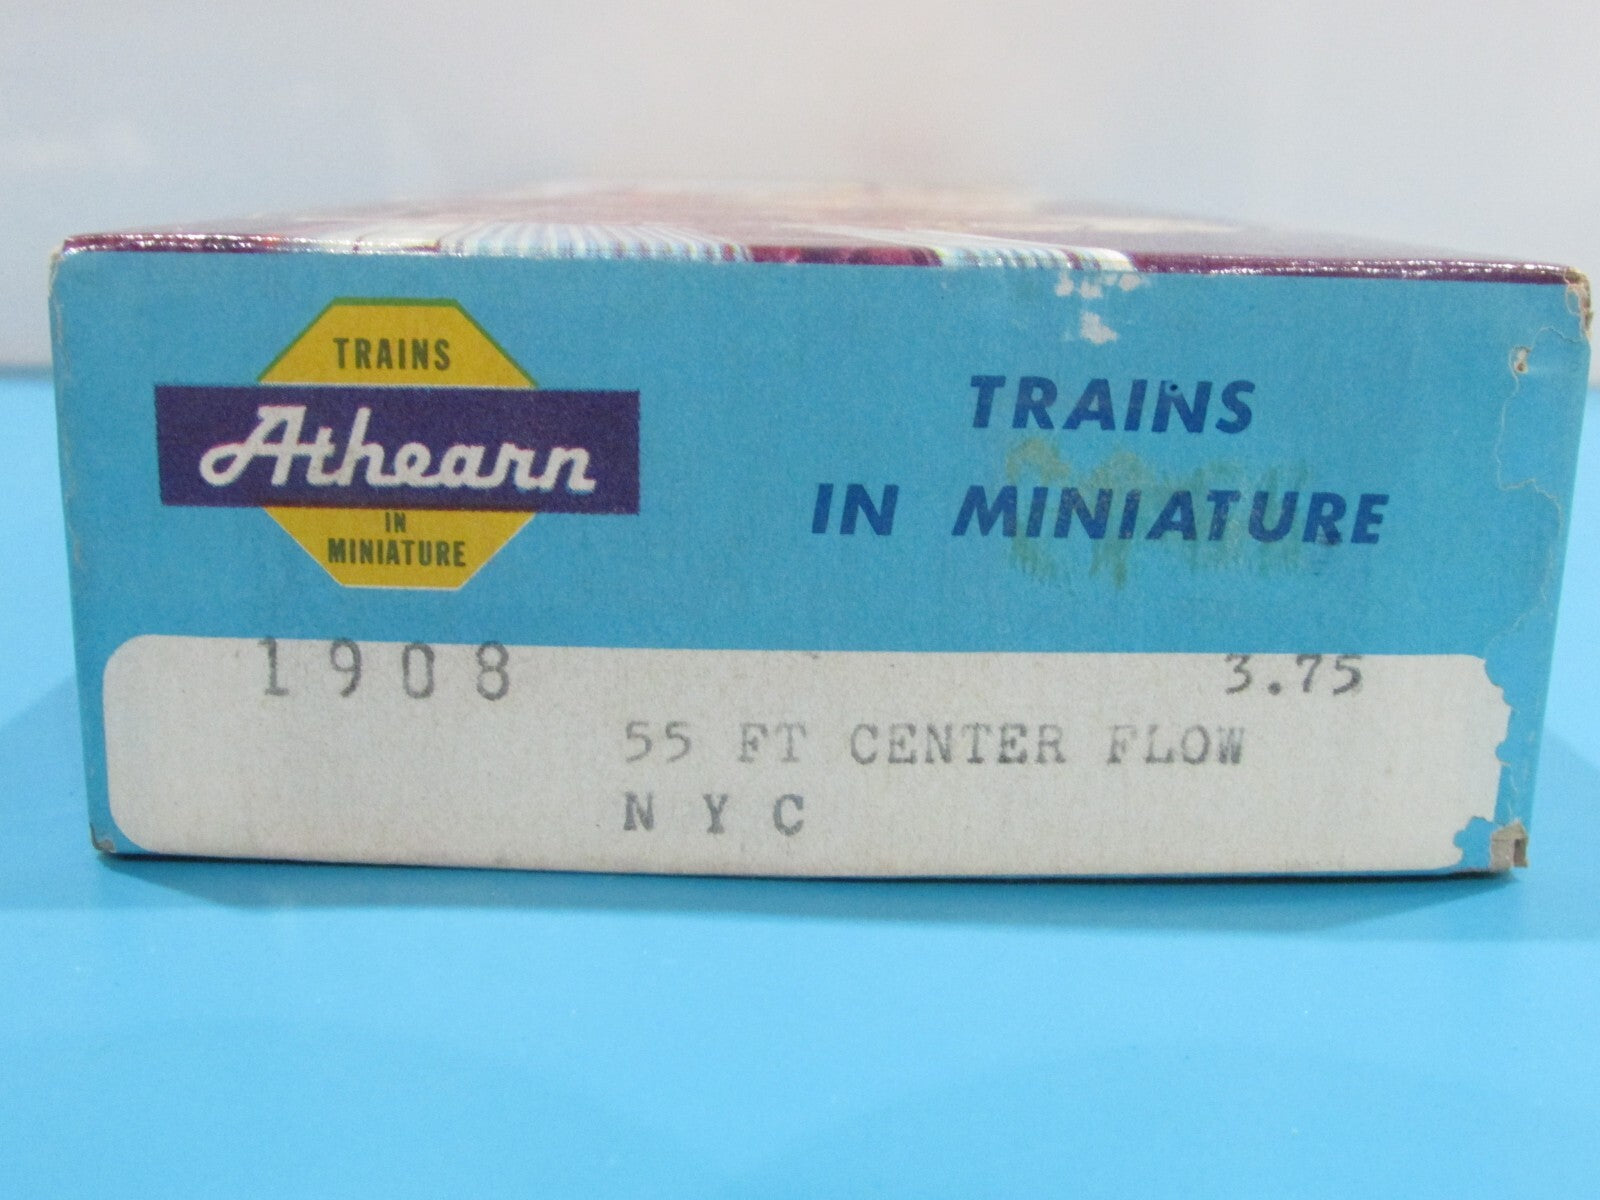 TRAINS
Athearn
IN
MINIATURE
TRAINS
IN MINIATURE
1908 3.75
55 FT CENTER FLOW
N Y C